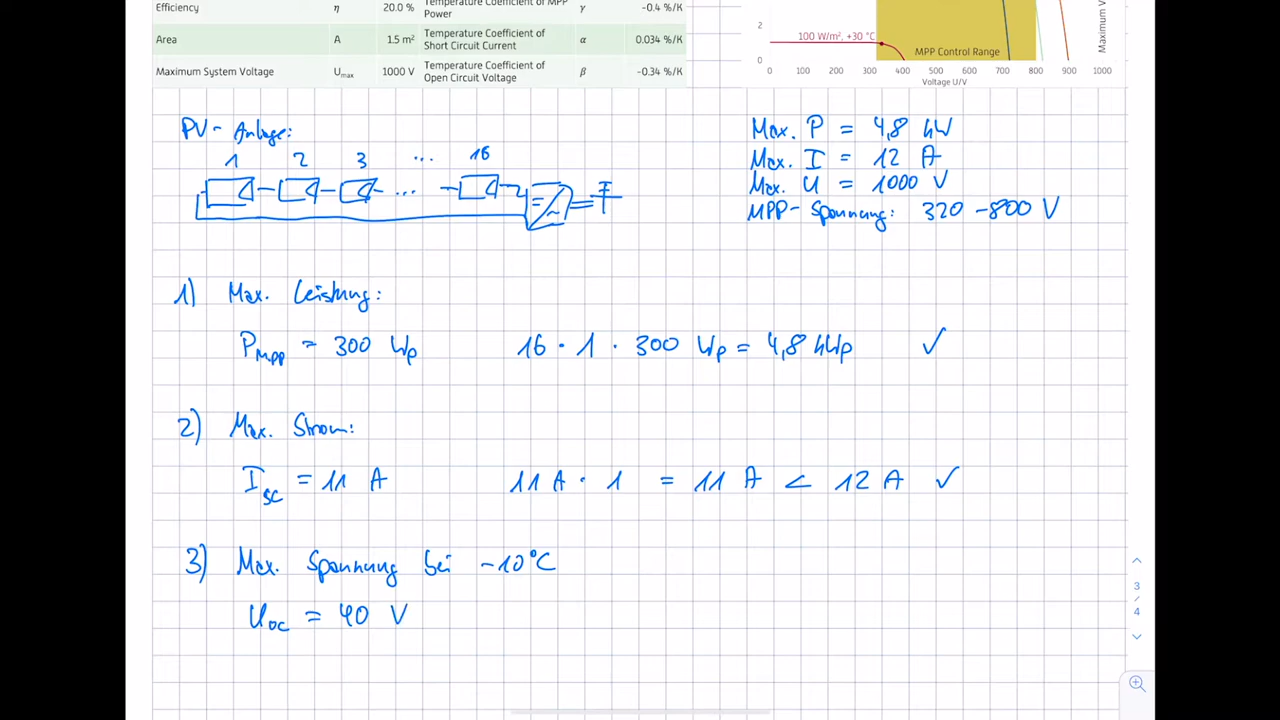 Efficiency η 20.0 % Temperature Coefficient of MPP Power γ -0.4 %/K
Area A 1.5 m² Temperature Coefficient of Short Circuit Current α 0.034 %/K
Maximum System Voltage Umax 1000 V Temperature Coefficient of Open Circuit Voltage β -0.34 %/K
2
100 W/m², +30 °C
MPP Control Range
0
0 100 200 300 400 500 600 700 800 900 1000
Voltage U/V
Maximum V
PV-Anlage:
1 2 3 ... 16
...
= ~
Max. P = 4,8 kW
Max. I = 12 A
Max. U = 1000 V
MPP-Spannung: 320 -800 V
1) Max. Leistung:
PMPP = 300 Wp 16 · 1 · 300 Wp = 4,8 kWp ✓
2) Max. Strom:
ISC = 11 A 11 A · 1 = 11 A < 12 A ✓
3) Max. Spannung bei -10°C
UOC = 40 V
3
/
4